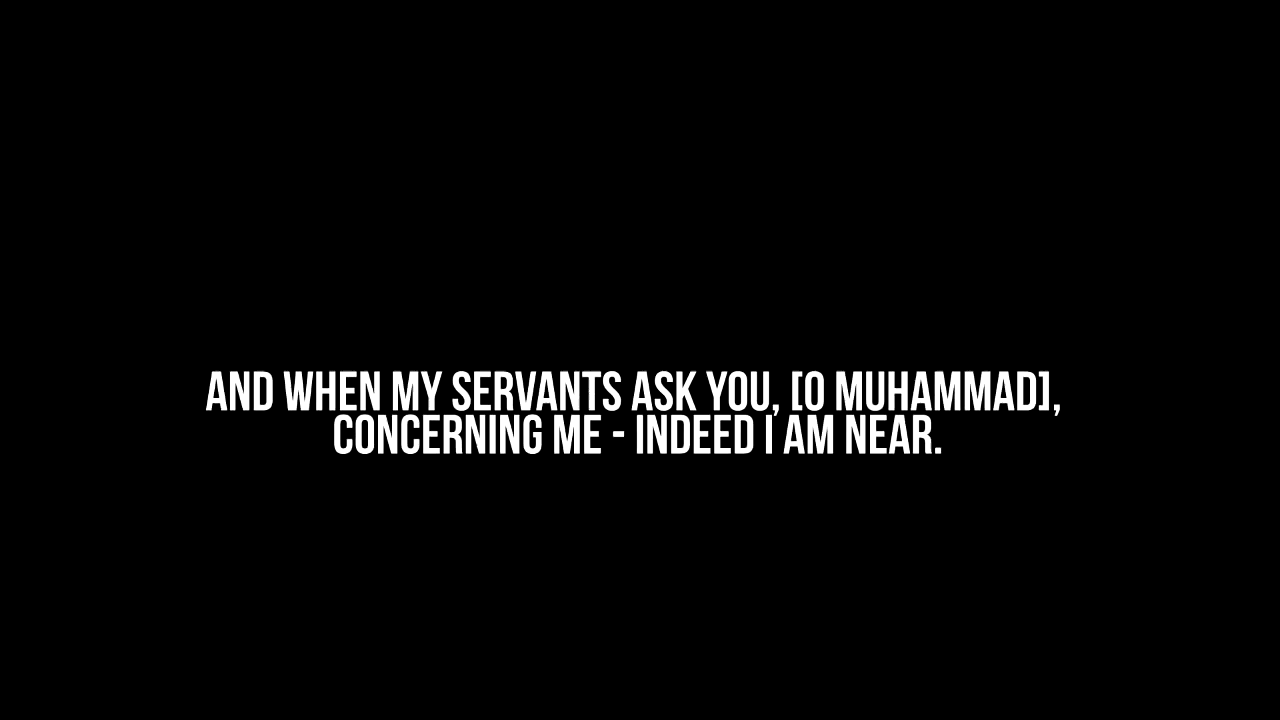 AND WHEN MY SERVANTS ASK YOU, [O MUHAMMAD],
CONCERNING ME - INDEED I AM NEAR.